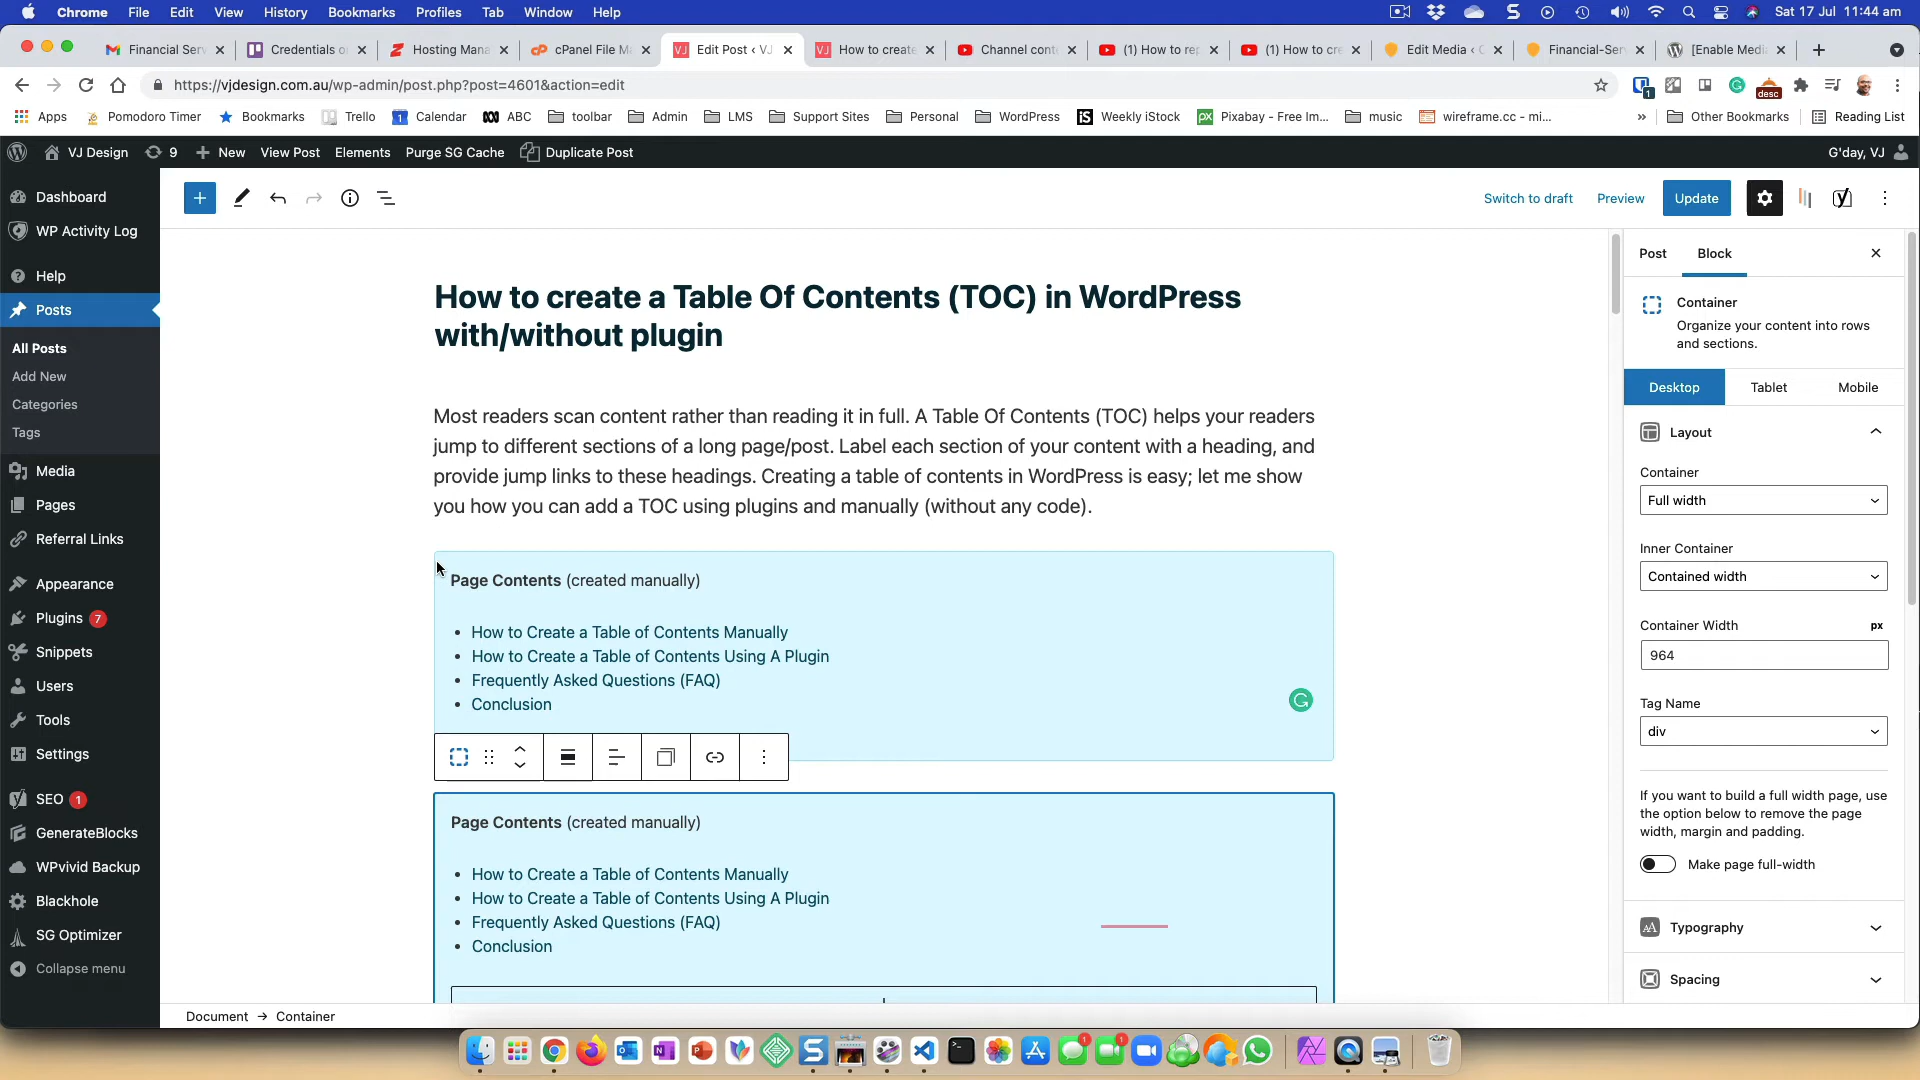 Chrome File Edit View History Bookmarks Profiles Tab Window Help Sat 17 Jul 11:44 am
Financial Serv Credentials o Hosting Mana cPanel File M Edit Post ‹ VJ How to create Channel cont (1) How to rep (1) How to cre Edit Media ‹ C Financial-Serv [Enable Medi
https://vjdesign.com.au/wp-admin/post.php?post=4601&action=edit 1 desc
Apps Pomodoro Timer Bookmarks Trello Calendar ABC toolbar Admin LMS Support Sites Personal WordPress Weekly iStock Pixabay - Free Im... music wireframe.cc - mi... » Other Bookmarks Reading List
VJ Design 9 New View Post Elements Purge SG Cache Duplicate Post G'day, VJ
Switch to draft Preview Update
Dashboard
WP Activity Log
Help
Posts
All Posts
Add New
Categories
Tags
Media
Pages
Referral Links
Appearance
Plugins 7
Snippets
Users
Tools
Settings
SEO 1
GenerateBlocks
WPvivid Backup
Blackhole
SG Optimizer
Collapse menu
How to create a Table Of Contents (TOC) in WordPress
with/without plugin
Most readers scan content rather than reading it in full. A Table Of Contents (TOC) helps your readers
jump to different sections of a long page/post. Label each section of your content with a heading, and
provide jump links to these headings. Creating a table of contents in WordPress is easy; let me show
you how you can add a TOC using plugins and manually (without any code).
Page Contents (created manually)
• How to Create a Table of Contents Manually
• How to Create a Table of Contents Using A Plugin
• Frequently Asked Questions (FAQ)
• Conclusion
Page Contents (created manually)
• How to Create a Table of Contents Manually
• How to Create a Table of Contents Using A Plugin
• Frequently Asked Questions (FAQ)
• Conclusion
Document → Container
Post Block
Container
Organize your content into rows
and sections.
Desktop Tablet Mobile
Layout
Container
Full width
Inner Container
Contained width
Container Width px
964
Tag Name
div
If you want to build a full width page, use
the option below to remove the page
width, margin and padding.
Make page full-width
Typography
Spacing
1 1